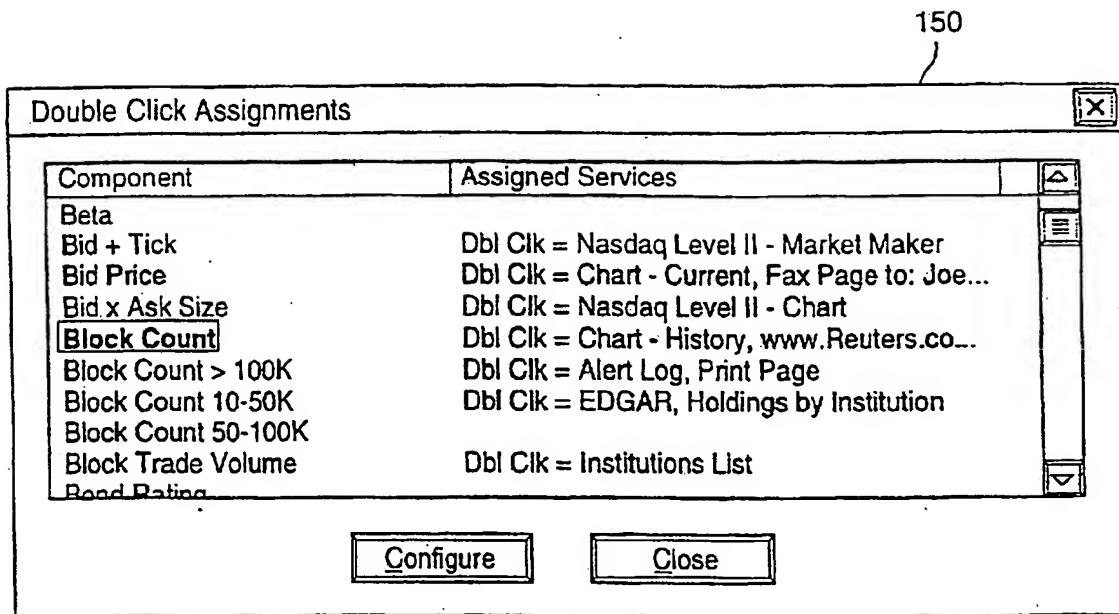 150
Double Click Assignments
Component Assigned Services
Beta
Bid + Tick Dbl Clk = Nasdaq Level II - Market Maker
Bid Price Dbl Clk = Chart - Current, Fax Page to: Joe...
Bid x Ask Size Dbl Clk = Nasdaq Level II - Chart
Block Count Dbl Clk = Chart - History, www.Reuters.co...
Block Count > 100K Dbl Clk = Alert Log, Print Page
Block Count 10-50K Dbl Clk = EDGAR, Holdings by Institution
Block Count 50-100K
Block Trade Volume Dbl Clk = Institutions List
Bond Rating
Configure Close